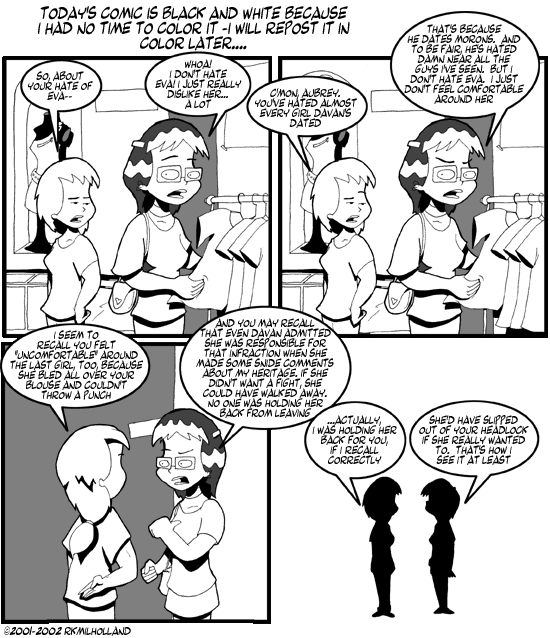 TODAY'S COMIC IS BLACK AND WHITE BECAUSE
I HAD NO TIME TO COLOR IT -I WILL REPOST IT IN
COLOR LATER....
SO, ABOUT
YOUR HATE OF
EVA--
WHOA!
I DON'T HATE
EVA! I JUST REALLY
DISLIKE HER...
A LOT
C'MON, AUBREY.
YOU'VE HATED ALMOST
EVERY GIRL DAVAN'S
DATED
THAT'S BECAUSE
HE DATES MORONS. AND
TO BE FAIR, HE'S HATED
DAMN NEAR ALL THE
GUYS I'VE SEEN. BUT I
DON'T HATE EVA. I JUST
DON'T FEEL COMFORTABLE
AROUND HER
I SEEM TO
RECALL YOU FELT
"UNCOMFORTABLE" AROUND
THE LAST GIRL, TOO, BECAUSE
SHE BLED ALL OVER YOUR
BLOUSE AND COULDN'T
THROW A PUNCH
AND YOU MAY RECALL
THAT EVEN DAVAN ADMITTED
SHE WAS RESPONSIBLE FOR
THAT INFRACTION WHEN SHE
MADE SOME SNIDE COMMENTS
ABOUT MY HERITAGE. IF SHE
DIDN'T WANT A FIGHT, SHE
COULD HAVE WALKED AWAY.
NO ONE WAS HOLDING HER
BACK FROM LEAVING
...ACTUALLY,
I WAS HOLDING HER
BACK FOR YOU,
IF I RECALL
CORRECTLY
SHE'D HAVE SLIPPED
OUT OF YOUR HEADLOCK
IF SHE REALLY WANTED
TO. THAT'S HOW I
SEE IT AT LEAST
©2001-2002 RKMILHOLLAND